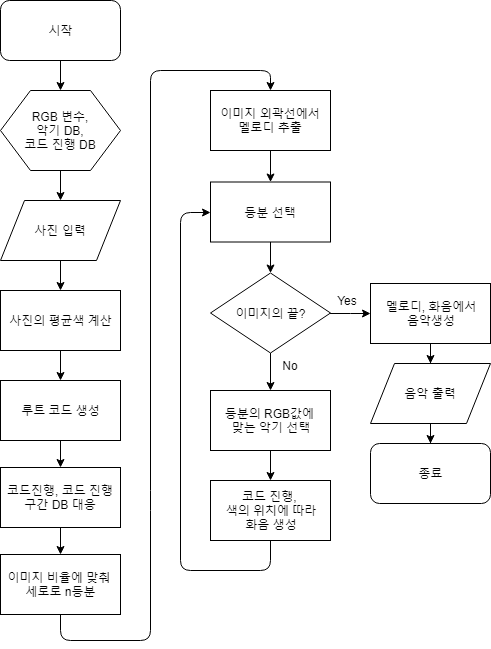 시작
RGB 변수,
악기 DB,
코드 진행 DB
사진 입력
사진의 평균색 계산
루트 코드 생성
코드진행, 코드 진행
구간 DB 대응
이미지 비율에 맞춰
세로로 n등분
이미지 외곽선에서
멜로디 추출
등분 선택
이미지의 끝?
Yes
No
등분의 RGB값에
맞는 악기 선택
코드 진행,
색의 위치에 따라
화음 생성
멜로디, 화음에서
음악생성
음악 출력
종료